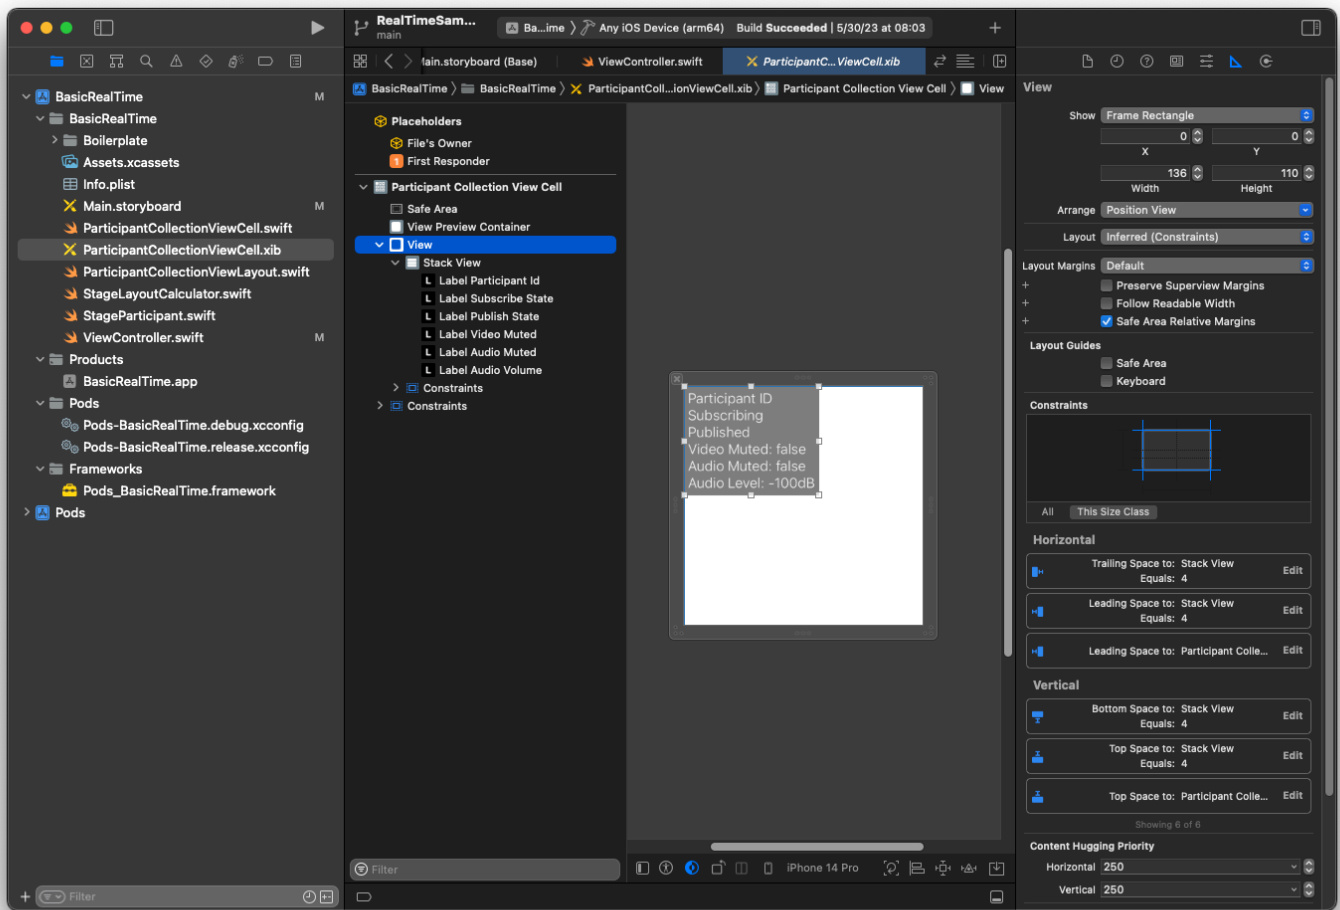 RealTimeSam...
main
Ba...ime 〉 Any iOS Device (arm64) Build Succeeded | 5/30/23 at 08:03
Main.storyboard (Base)
ViewController.swift
ParticipantC...ViewCell.xib
BasicRealTime 〉 BasicRealTime 〉 ParticipantColl...ionViewCell.xib 〉 Participant Collection View Cell 〉 View
BasicRealTime M
BasicRealTime
Boilerplate
Assets.xcassets
Info.plist
Main.storyboard M
ParticipantCollectionViewCell.swift
ParticipantCollectionViewCell.xib
ParticipantCollectionViewLayout.swift
StageLayoutCalculator.swift
StageParticipant.swift
ViewController.swift M
Products
BasicRealTime.app
Pods
Pods-BasicRealTime.debug.xcconfig
Pods-BasicRealTime.release.xcconfig
Frameworks
Pods_BasicRealTime.framework
Pods
Filter
Placeholders
File's Owner
1 First Responder
Participant Collection View Cell
Safe Area
View Preview Container
View
Stack View
L Label Participant Id
L Label Subscribe State
L Label Publish State
L Label Video Muted
L Label Audio Muted
L Label Audio Volume
Constraints
Constraints
Filter
Participant ID
Subscribing
Published
Video Muted: false
Audio Muted: false
Audio Level: -100dB
iPhone 14 Pro
View
Show Frame Rectangle
0 0
X Y
136 110
Width Height
Arrange Position View
Layout Inferred (Constraints)
Layout Margins Default
Preserve Superview Margins
Follow Readable Width
Safe Area Relative Margins
Layout Guides
Safe Area
Keyboard
Constraints
All This Size Class
Horizontal
Trailing Space to: Stack View Edit
Equals: 4
Leading Space to: Stack View Edit
Equals: 4
Leading Space to: Participant Colle... Edit
Vertical
Bottom Space to: Stack View Edit
Equals: 4
Top Space to: Stack View Edit
Equals: 4
Top Space to: Participant Colle... Edit
Showing 6 of 6
Content Hugging Priority
Horizontal 250
Vertical 250